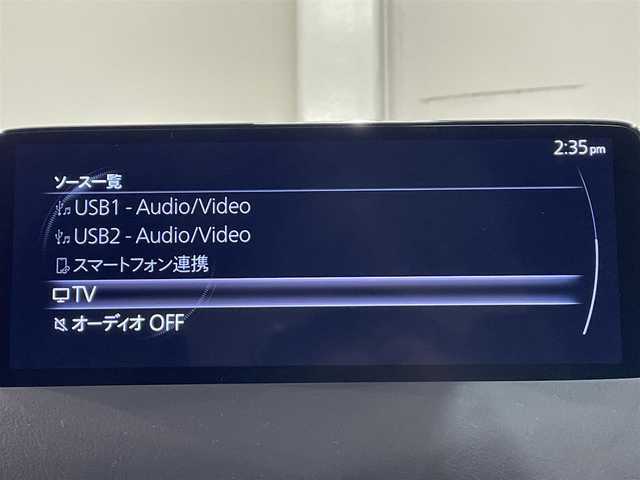 2:35pm
ソース一覧
USB1 - Audio/Video
USB2 - Audio/Video
スマートフォン連携
TV
オーディオ OFF